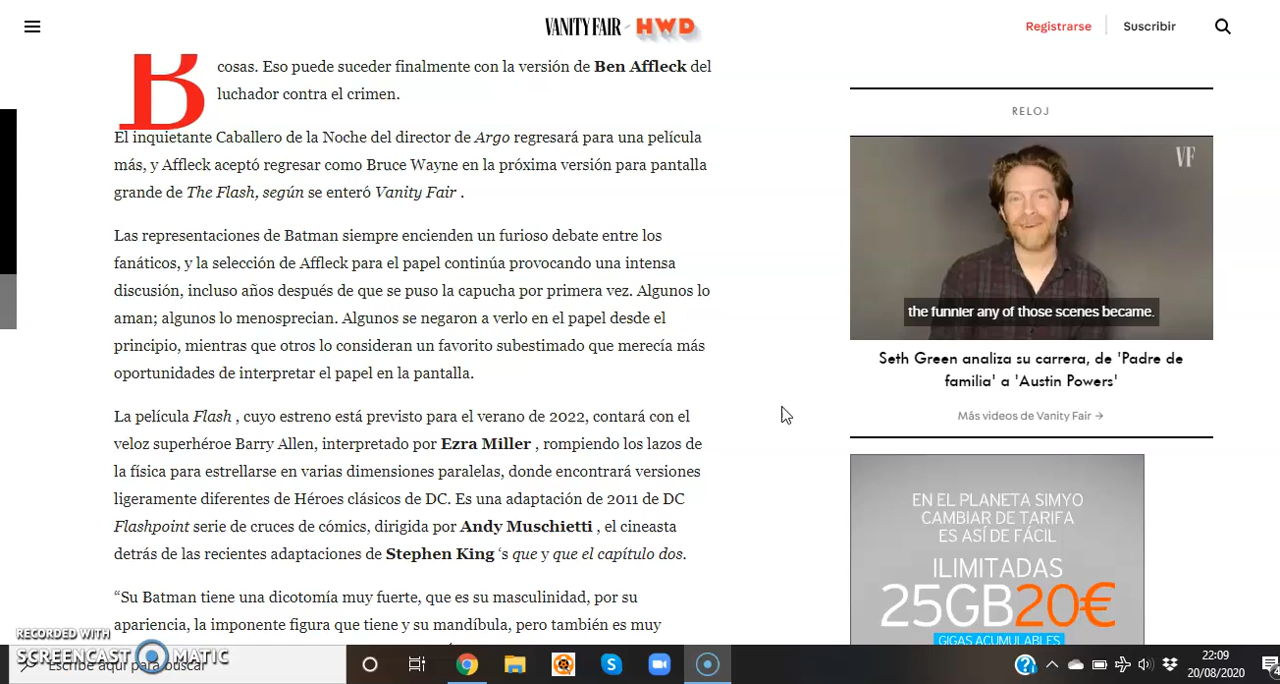 VANITY FAIR HWD
Registrarse
Suscribir
B
cosas. Eso puede suceder finalmente con la versión de Ben Affleck del
luchador contra el crimen.
El inquietante Caballero de la Noche del director de Argo regresará para una película
más, y Affleck aceptó regresar como Bruce Wayne en la próxima versión para pantalla
grande de The Flash, según se enteró Vanity Fair .
Las representaciones de Batman siempre encienden un furioso debate entre los
fanáticos, y la selección de Affleck para el papel continúa provocando una intensa
discusión, incluso años después de que se puso la capucha por primera vez. Algunos lo
aman; algunos lo menosprecian. Algunos se negaron a verlo en el papel desde el
principio, mientras que otros lo consideran un favorito subestimado que merecía más
oportunidades de interpretar el papel en la pantalla.
La película Flash , cuyo estreno está previsto para el verano de 2022, contará con el
veloz superhéroe Barry Allen, interpretado por Ezra Miller , rompiendo los lazos de
la física para estrellarse en varias dimensiones paralelas, donde encontrará versiones
ligeramente diferentes de Héroes clásicos de DC. Es una adaptación de 2011 de DC
Flashpoint serie de cruces de cómics, dirigida por Andy Muschietti , el cineasta
detrás de las recientes adaptaciones de Stephen King ‘s que y que el capítulo dos.
“Su Batman tiene una dicotomía muy fuerte, que es su masculinidad, por su
apariencia, la imponente figura que tiene y su mandíbula, pero también es muy
RELOJ
VF
the funnier any of those scenes became.
Seth Green analiza su carrera, de 'Padre de
familia' a 'Austin Powers'
Más videos de Vanity Fair →
EN EL PLANETA SIMYO
CAMBIAR DE TARIFA
ES ASÍ DE FÁCIL
ILIMITADAS
25GB20€
GIGAS ACUMULABLES
RECORDED WITH
SCREENCAST MATIC
Escribe aquí para buscar
22:09
20/08/2020